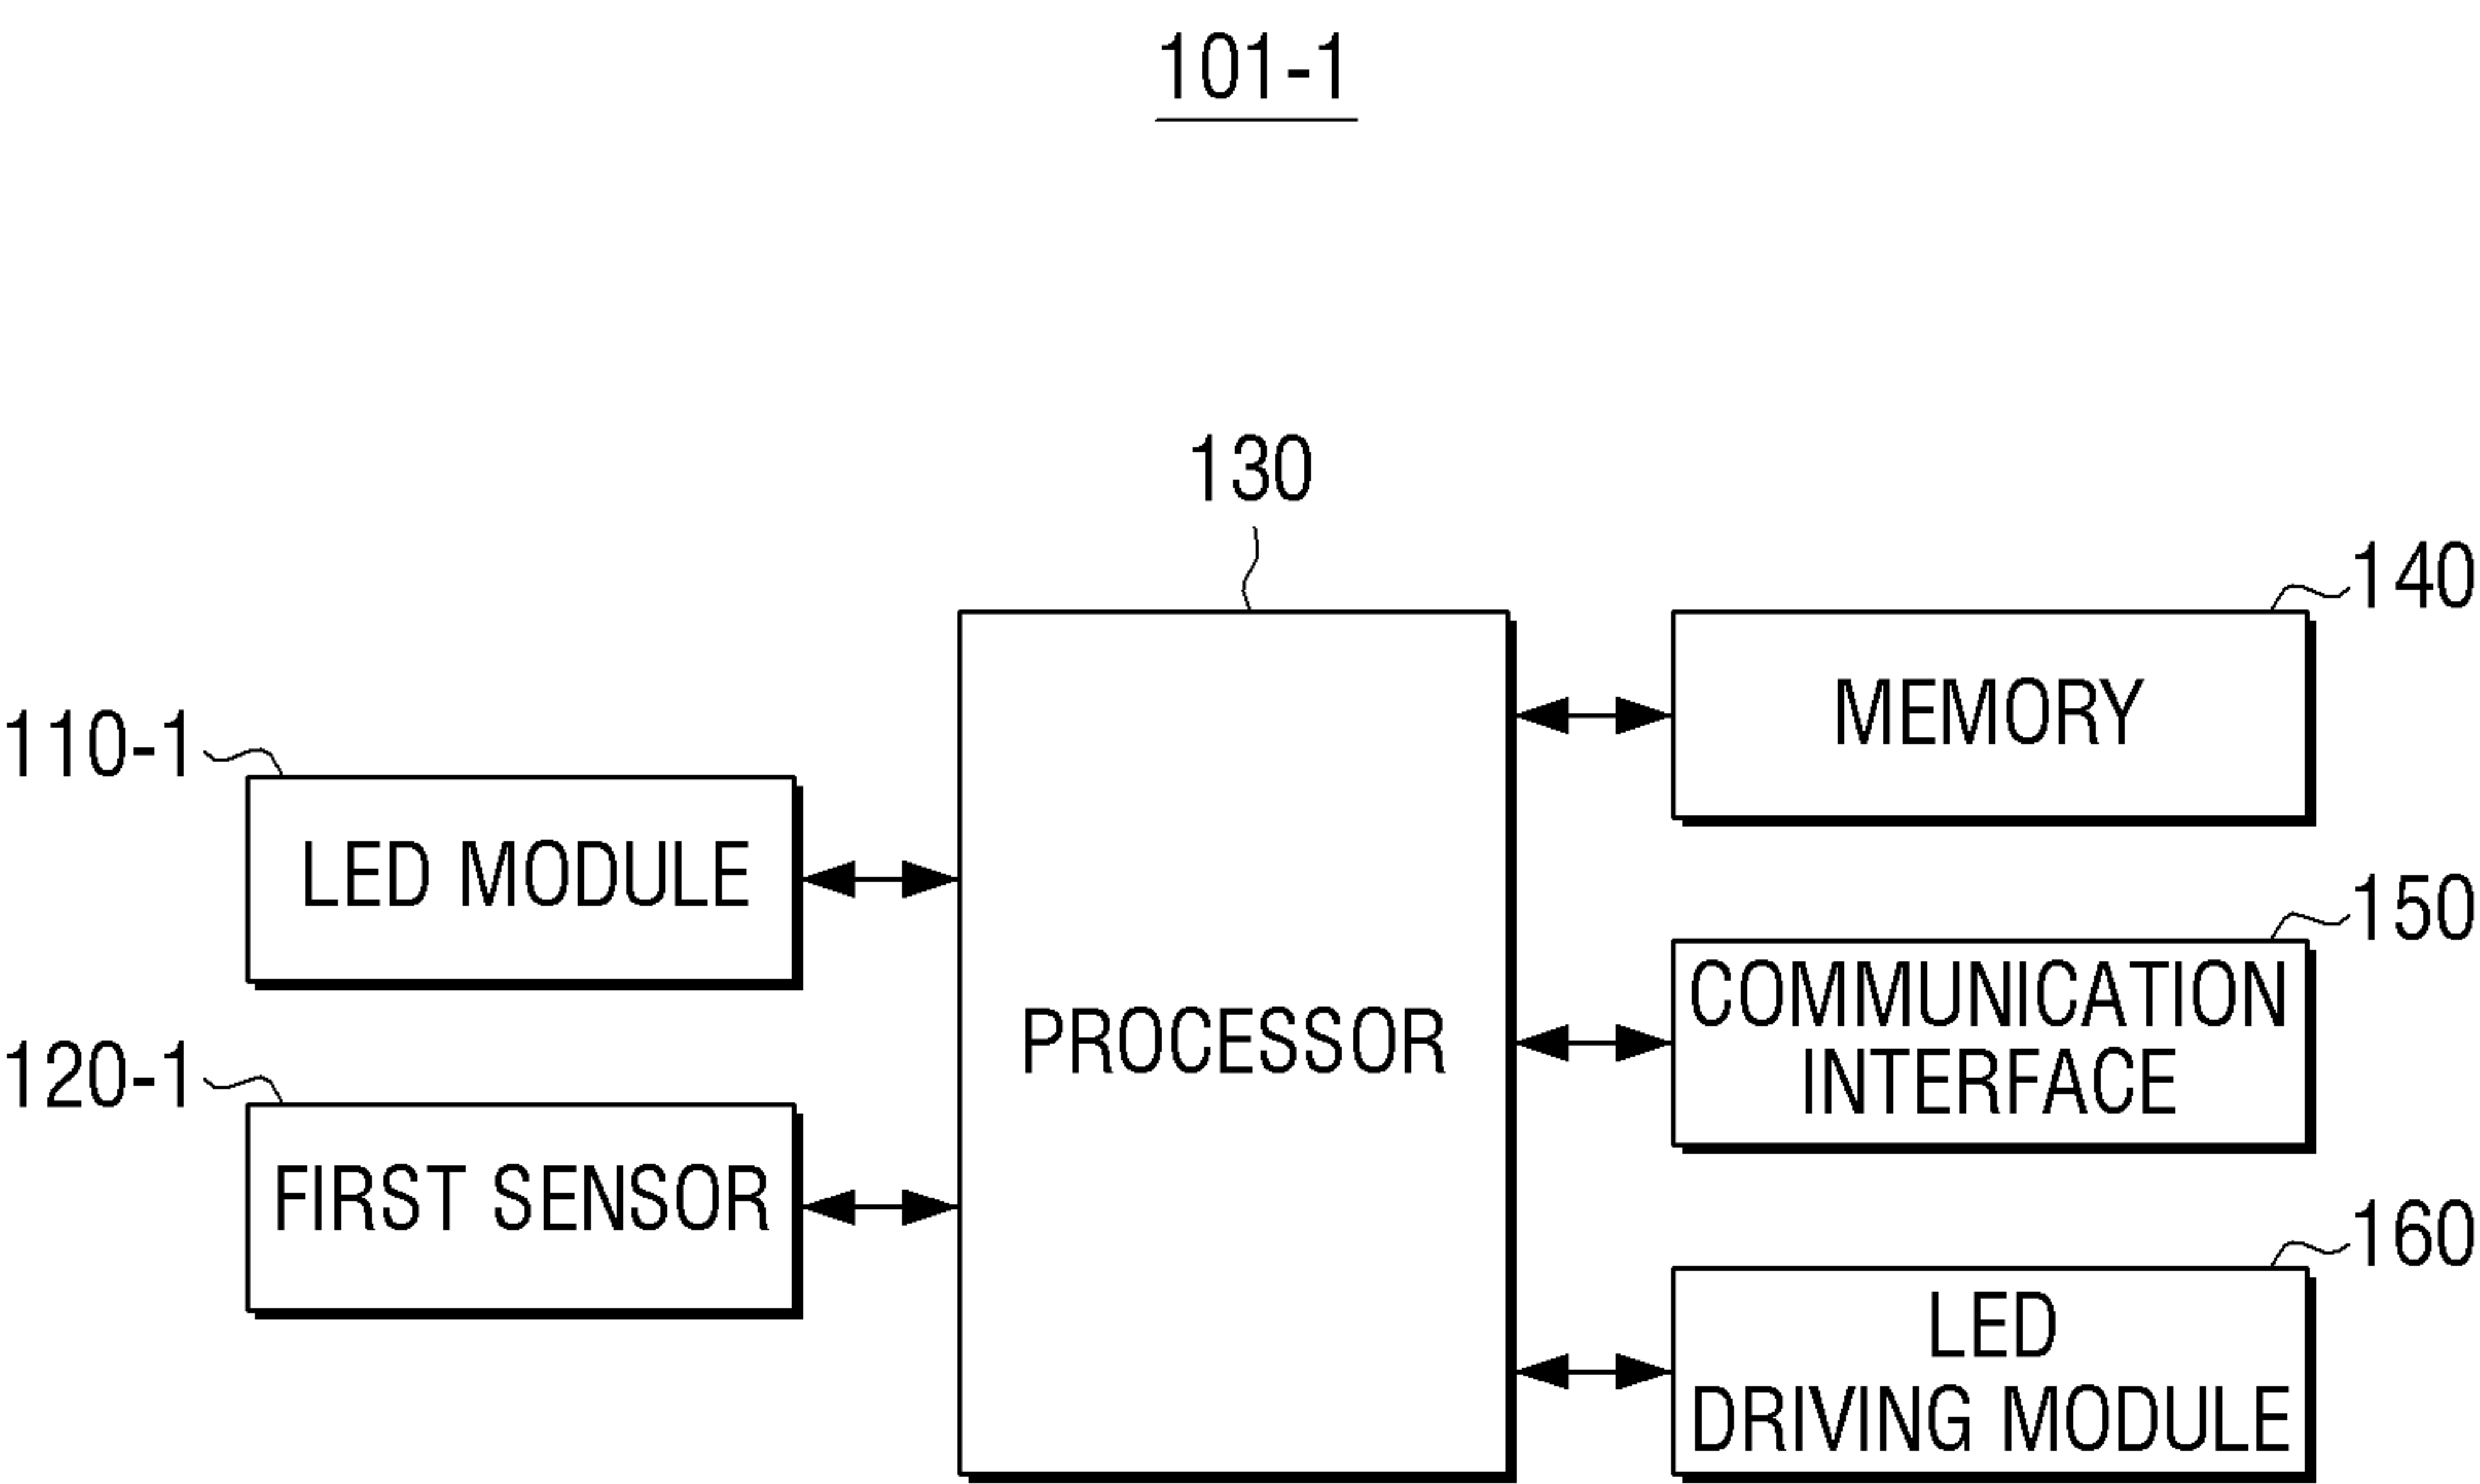 101-1
130
140
MEMORY
110-1
LED MODULE
150
COMMUNICATION
INTERFACE
PROCESSOR
120-1
FIRST SENSOR
160
LED
DRIVING MODULE